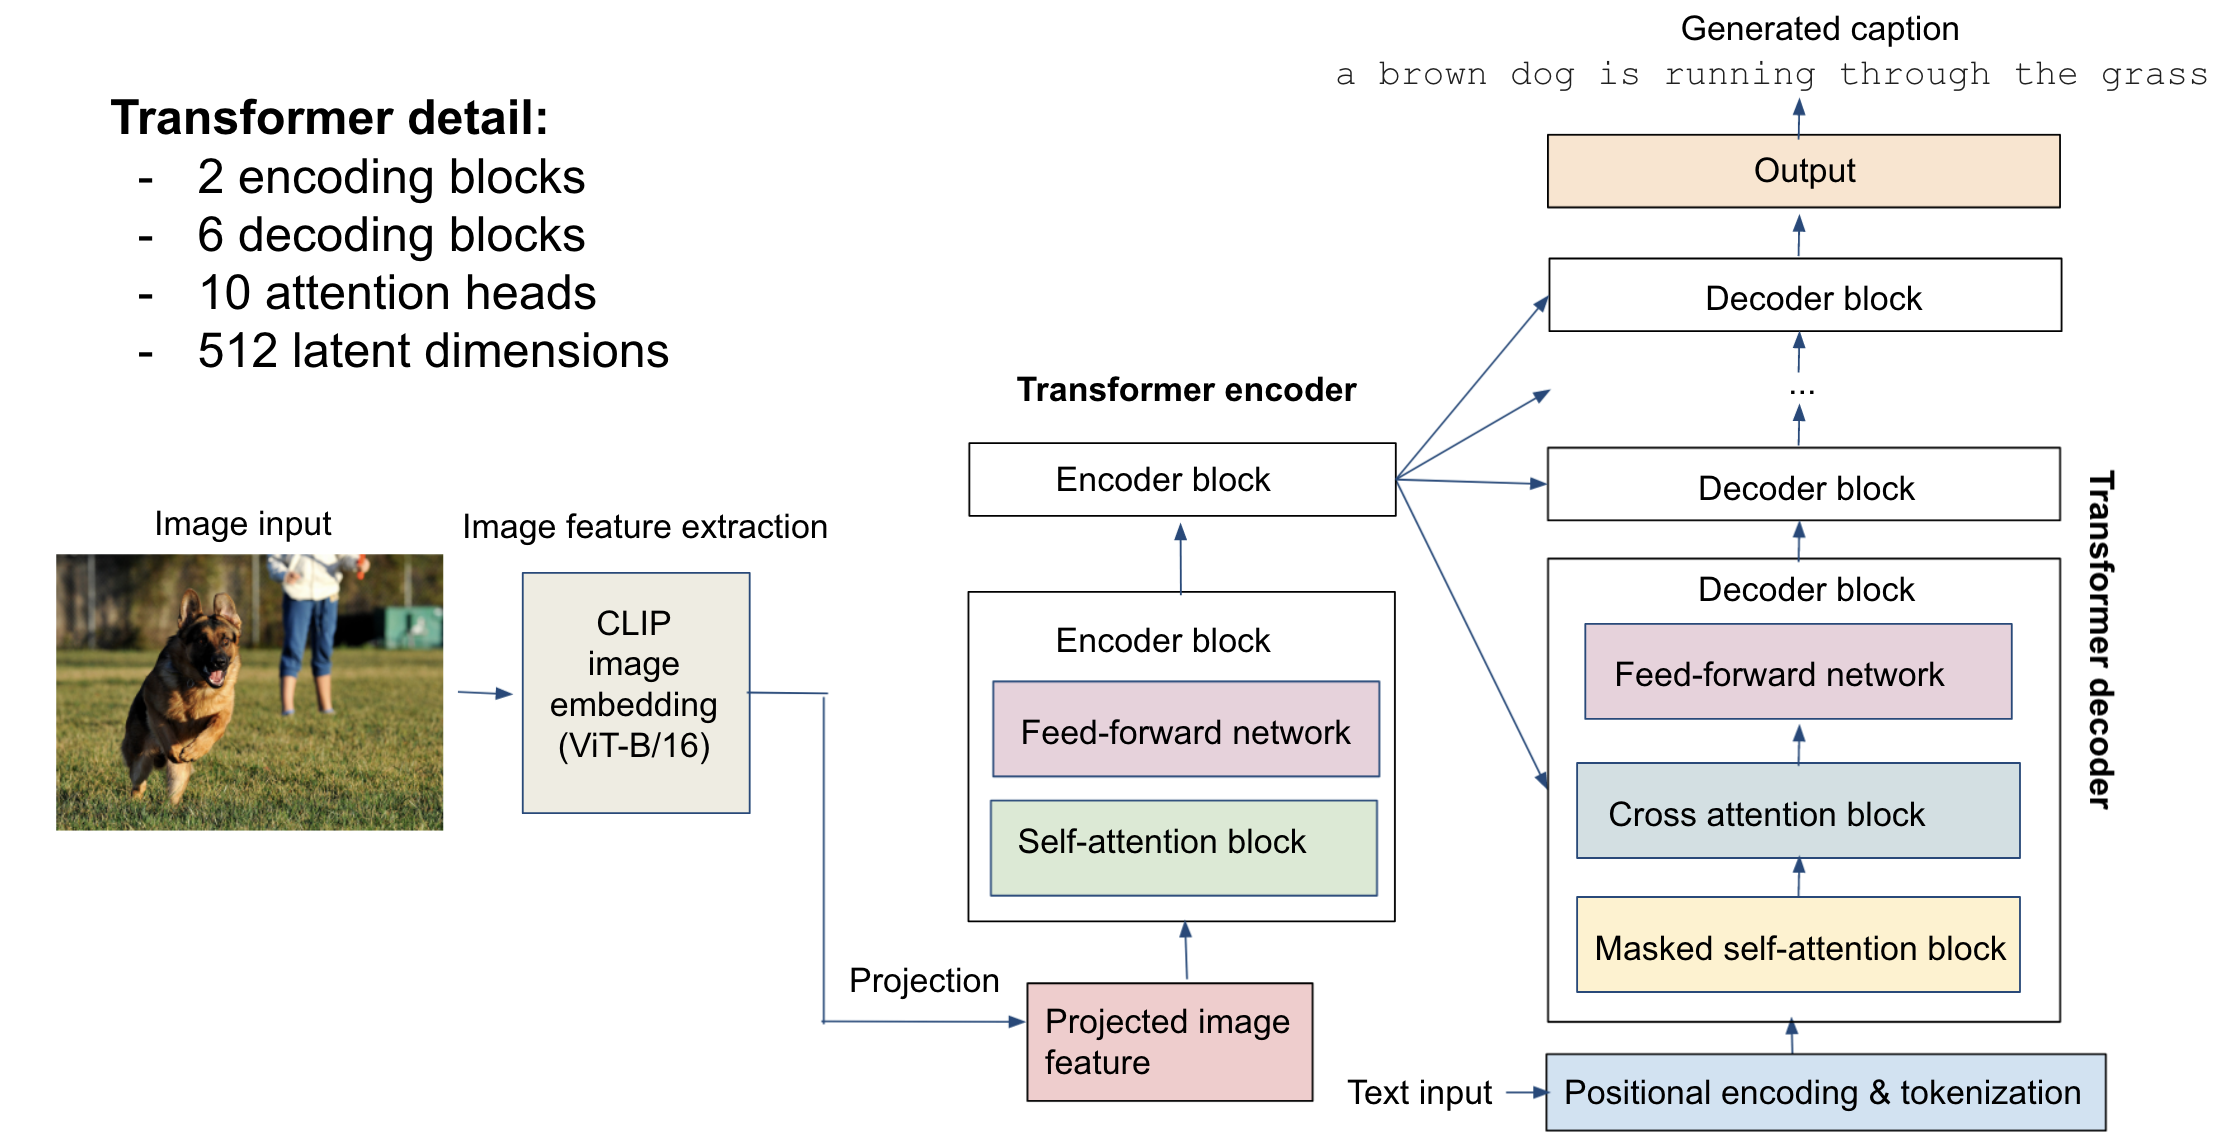 Generated caption
a brown dog is running through the grass
Transformer detail:
- 2 encoding blocks
- 6 decoding blocks
- 10 attention heads
- 512 latent dimensions
Output
Decoder block
...
Decoder block
Transformer encoder
Encoder block
Image input
Image feature extraction
CLIP
image
embedding
(ViT-B/16)
Encoder block
Feed-forward network
Self-attention block
Projection
Projected image
feature
Decoder block
Feed-forward network
Cross attention block
Masked self-attention block
Transformer decoder
Text input
Positional encoding & tokenization